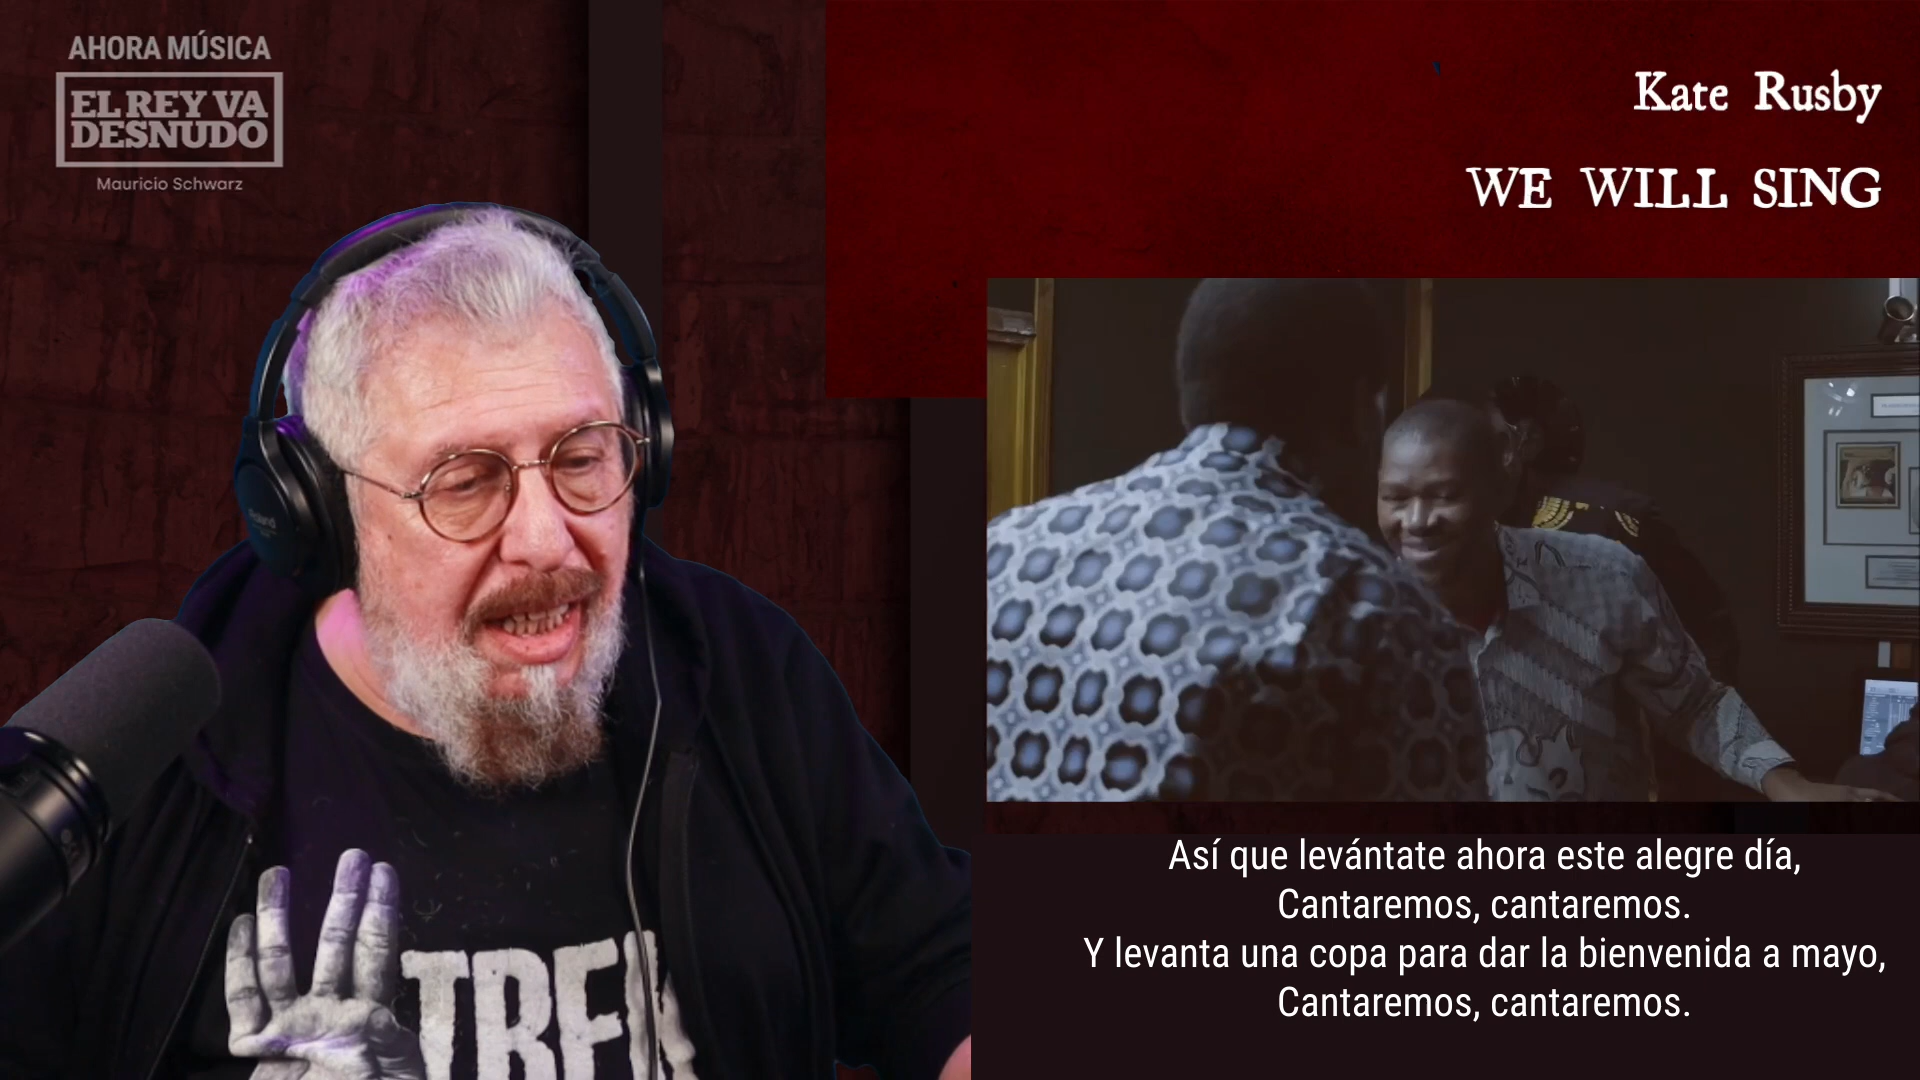 AHORA MÚSICA
EL REY VA
DESNUDO
Mauricio Schwarz
Kate Rusby
WE WILL SING
Roland
TREK
Así que levántate ahora este alegre día,
Cantaremos, cantaremos.
Y levanta una copa para dar la bienvenida a mayo,
Cantaremos, cantaremos.